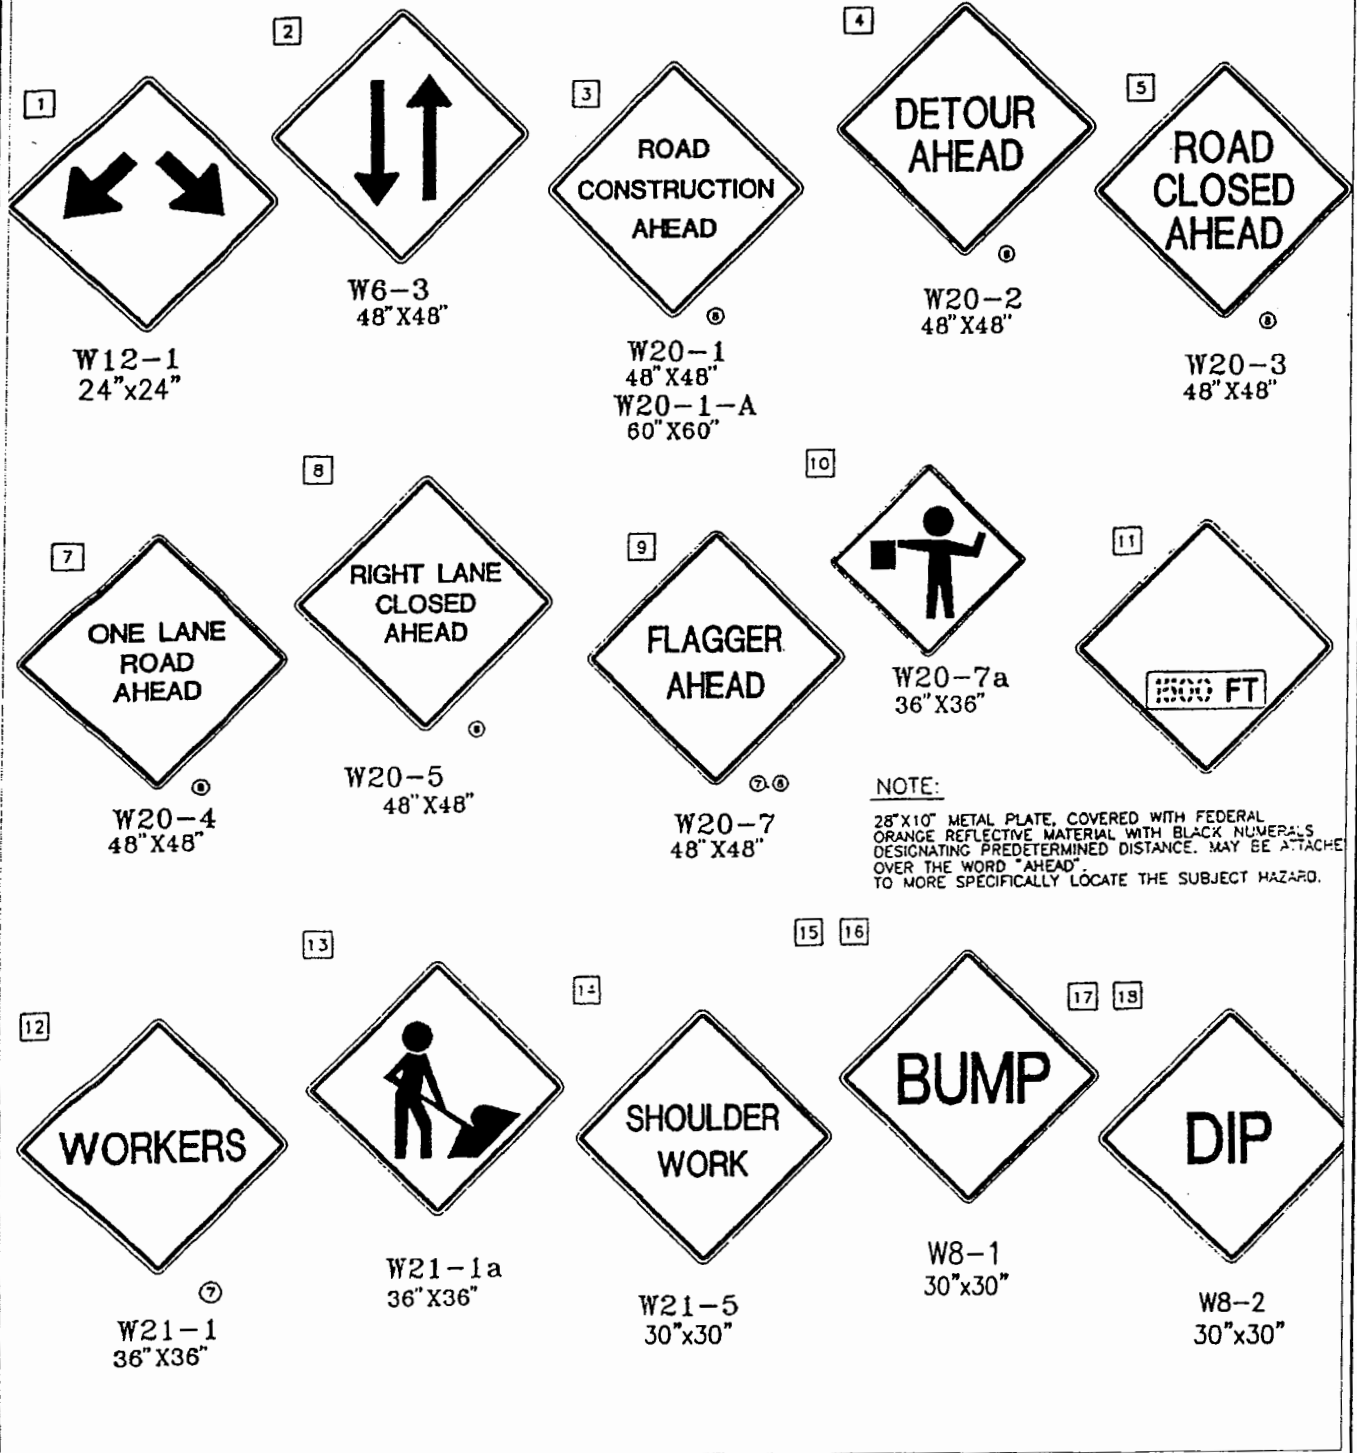 1
W12-1
24"x24"
2
W6-3
48"X48"
3
ROAD
CONSTRUCTION
AHEAD
W20-1
48"X48"
W20-1-A
60"X60"
4
DETOUR
AHEAD
W20-2
48"X48"
5
ROAD
CLOSED
AHEAD
W20-3
48"X48"
7
ONE LANE
ROAD
AHEAD
W20-4
48"X48"
8
RIGHT LANE
CLOSED
AHEAD
W20-5
48"X48"
9
FLAGGER
AHEAD
7.8
W20-7
48"X48"
10
W20-7a
36"X36"
11
1500 FT
NOTE:
28"X10" METAL PLATE, COVERED WITH FEDERAL
ORANGE REFLECTIVE MATERIAL WITH BLACK NUMERALS
DESIGNATING PREDETERMINED DISTANCE. MAY BE ATTACHE
OVER THE WORD "AHEAD".
TO MORE SPECIFICALLY LOCATE THE SUBJECT HAZARD.
12
WORKERS
7
W21-1
36"X36"
13
W21-1a
36"X36"
14
SHOULDER
WORK
W21-5
30"x30"
15 16
BUMP
W8-1
30"x30"
17 18
DIP
W8-2
30"x30"